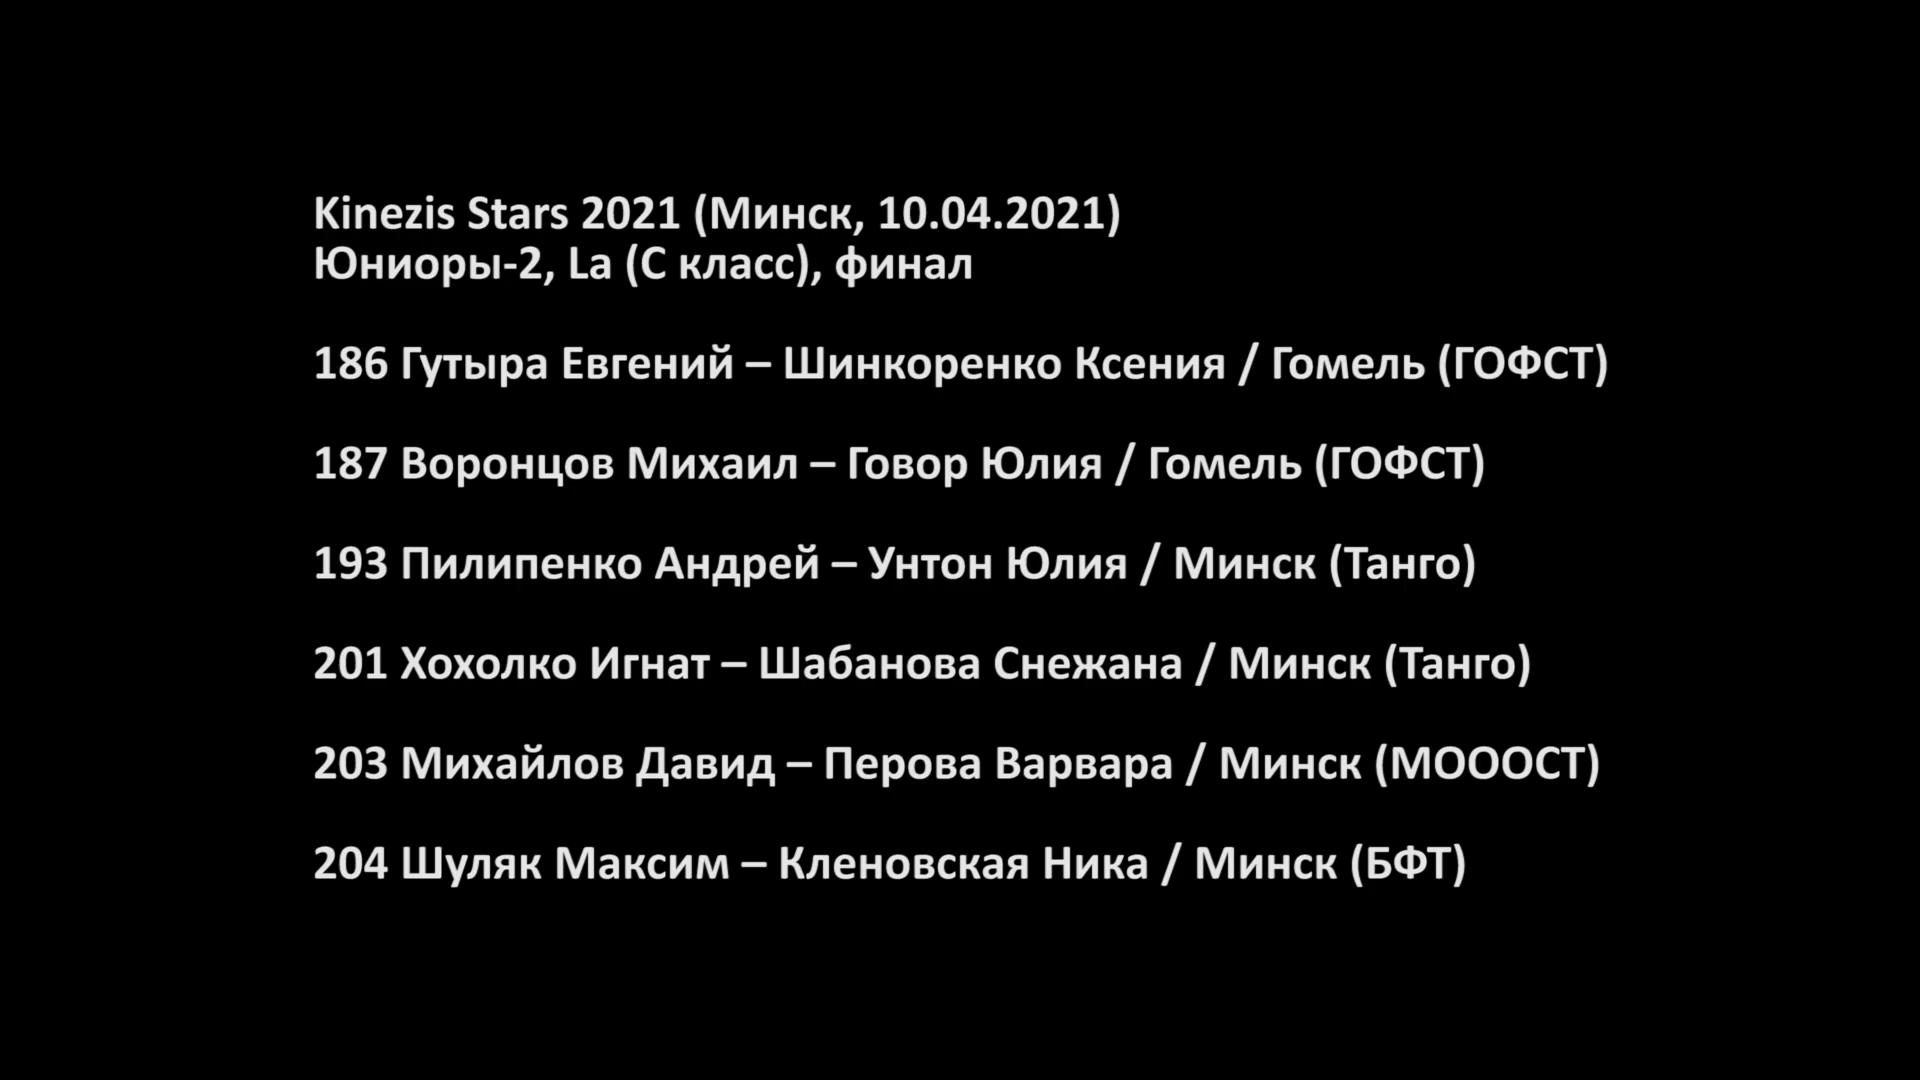 Kinezis Stars 2021 (Минск, 10.04.2021)
Юниоры-2, La (С класс), финал
186 Гутыра Евгений – Шинкоренко Ксения / Гомель (ГОФСТ)
187 Воронцов Михаил – Говор Юлия / Гомель (ГОФСТ)
193 Пилипенко Андрей – Унтон Юлия / Минск (Танго)
201 Хохолко Игнат – Шабанова Снежана / Минск (Танго)
203 Михайлов Давид – Перова Варвара / Минск (МОООСТ)
204 Шуляк Максим – Кленовская Ника / Минск (БФТ)